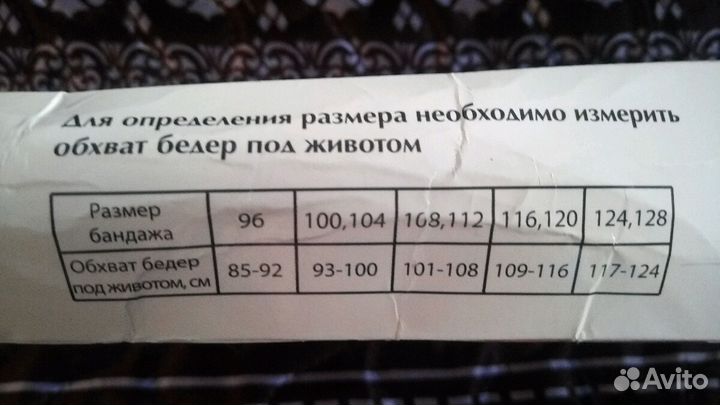 Для определения размера необходимо измерить
обхват бедер под животом
Размер бандажа 96 100,104 108,112 116,120 124,128
Обхват бедер под животом, см 85-92 93-100 101-108 109-116 117-124
Avito